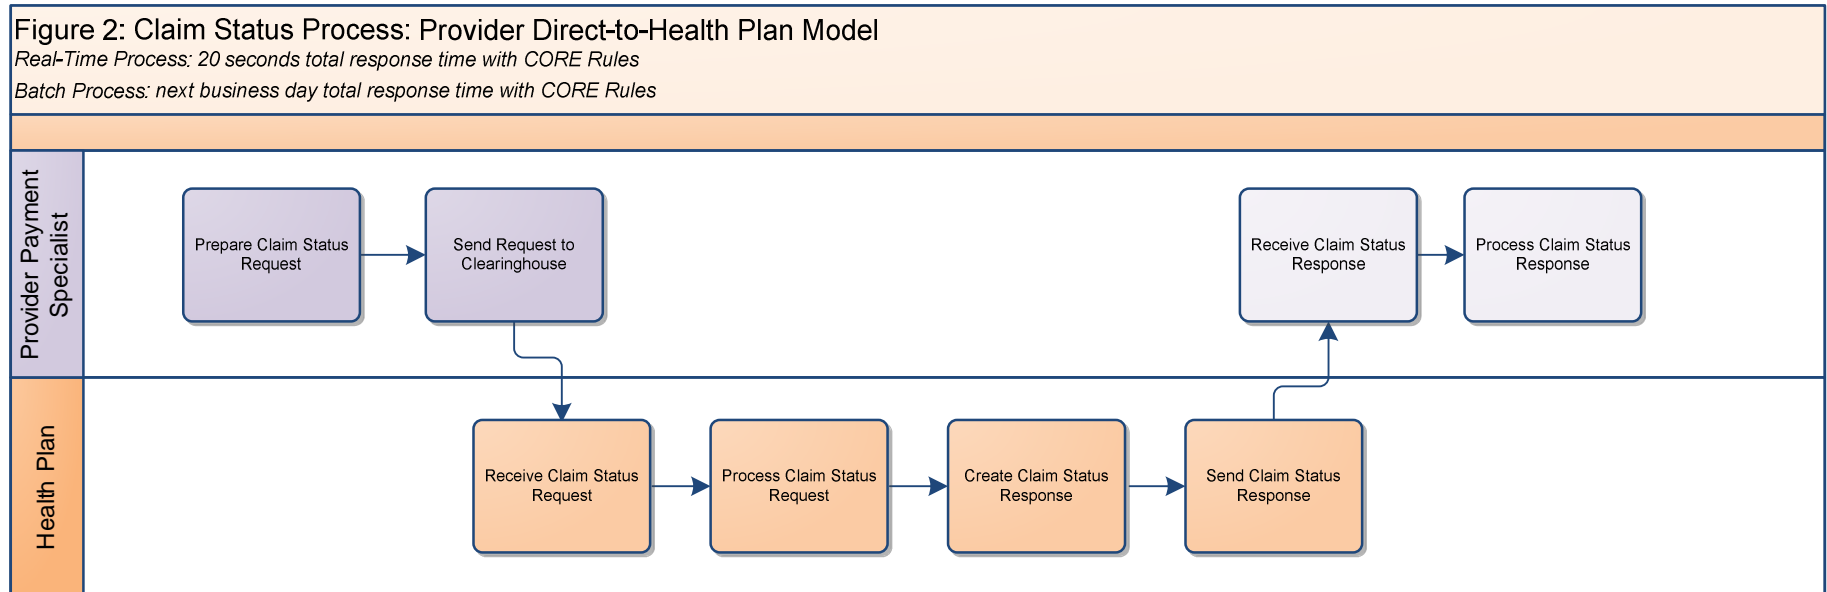 Figure 2: Claim Status Process: Provider Direct-to-Health Plan Model
Real-Time Process: 20 seconds total response time with CORE Rules
Batch Process: next business day total response time with CORE Rules
Provider Payment
Specialist
Prepare Claim Status
Request
Send Request to
Clearinghouse
Receive Claim Status
Response
Process Claim Status
Response
Health Plan
Receive Claim Status
Request
Process Claim Status
Request
Create Claim Status
Response
Send Claim Status
Response